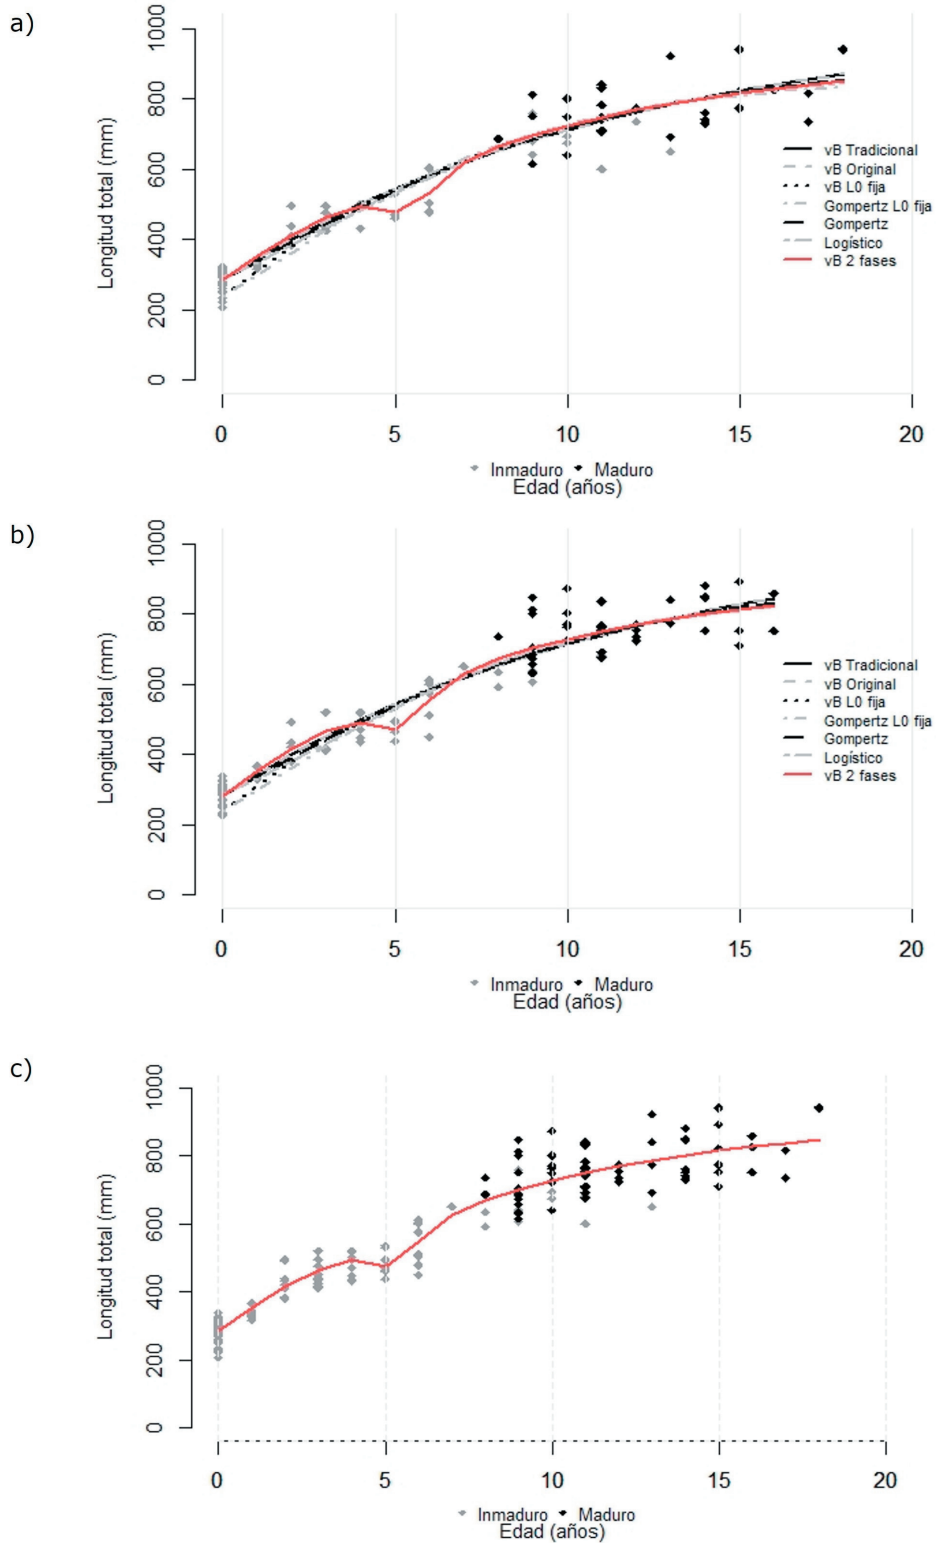 a)
Longitud total (mm)
1000
800
600
400
200
0
vB Tradicional
vB Original
vB L0 fija
Gompertz L0 fija
Gompertz
Logístico
vB 2 fases
0 5 10 15 20
Inmaduro Maduro
Edad (años)
b)
Longitud total (mm)
1000
800
600
400
200
0
vB Tradicional
vB Original
vB L0 fija
Gompertz L0 fija
Gompertz
Logístico
vB 2 fases
0 5 10 15 20
Inmaduro Maduro
Edad (años)
c)
Longitud total (mm)
1000
800
600
400
200
0
0 5 10 15 20
Inmaduro Maduro
Edad (años)